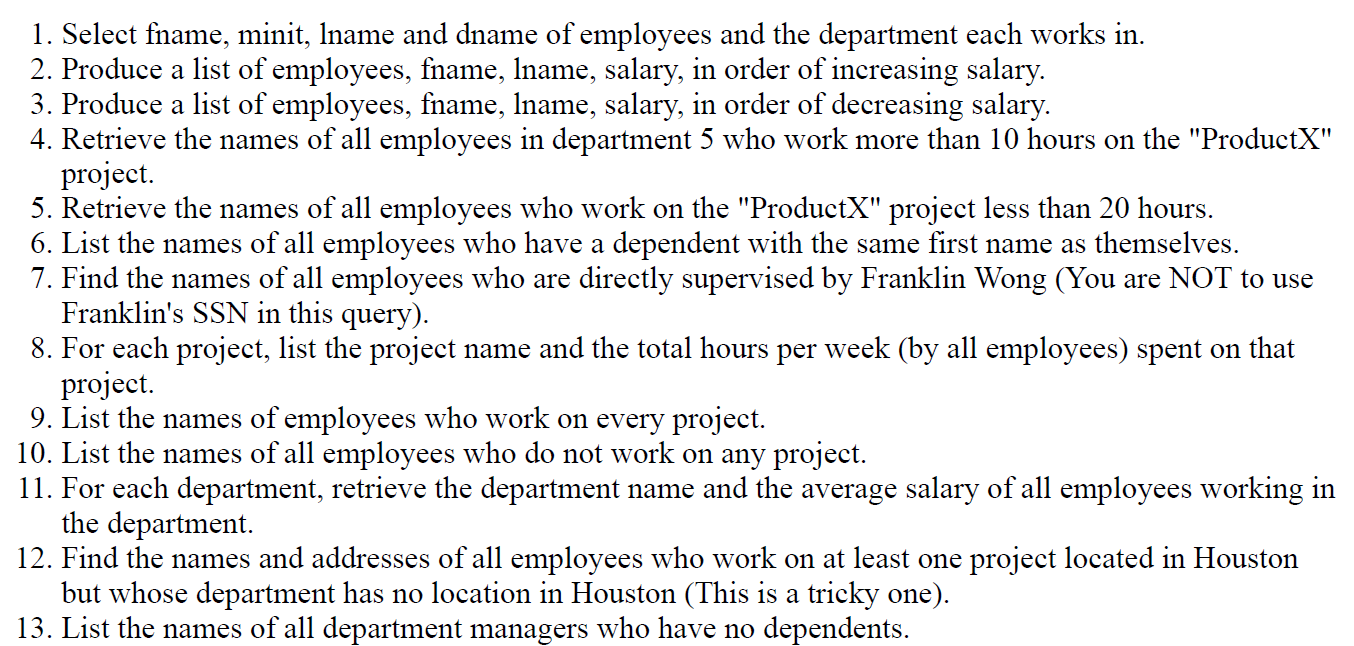 1. Select fname, minit, lname and dname of employees and the department each works in.
2. Produce a list of employees, fname, lname, salary, in order of increasing salary.
3. Produce a list of employees, fname, lname, salary, in order of decreasing salary.
4. Retrieve the names of all employees in department 5 who work more than 10 hours on the "ProductX"
project.
5. Retrieve the names of all employees who work on the "ProductX" project less than 20 hours.
6. List the names of all employees who have a dependent with the same first name as themselves.
7. Find the names of all employees who are directly supervised by Franklin Wong (You are NOT to use
Franklin's SSN in this query).
8. For each project, list the project name and the total hours per week (by all employees) spent on that
project.
9. List the names of employees who work on every project.
10. List the names of all employees who do not work on any project.
11. For each department, retrieve the department name and the average salary of all employees working in
the department.
12. Find the names and addresses of all employees who work on at least one project located in Houston
but whose department has no location in Houston (This is a tricky one).
13. List the names of all department managers who have no dependents.